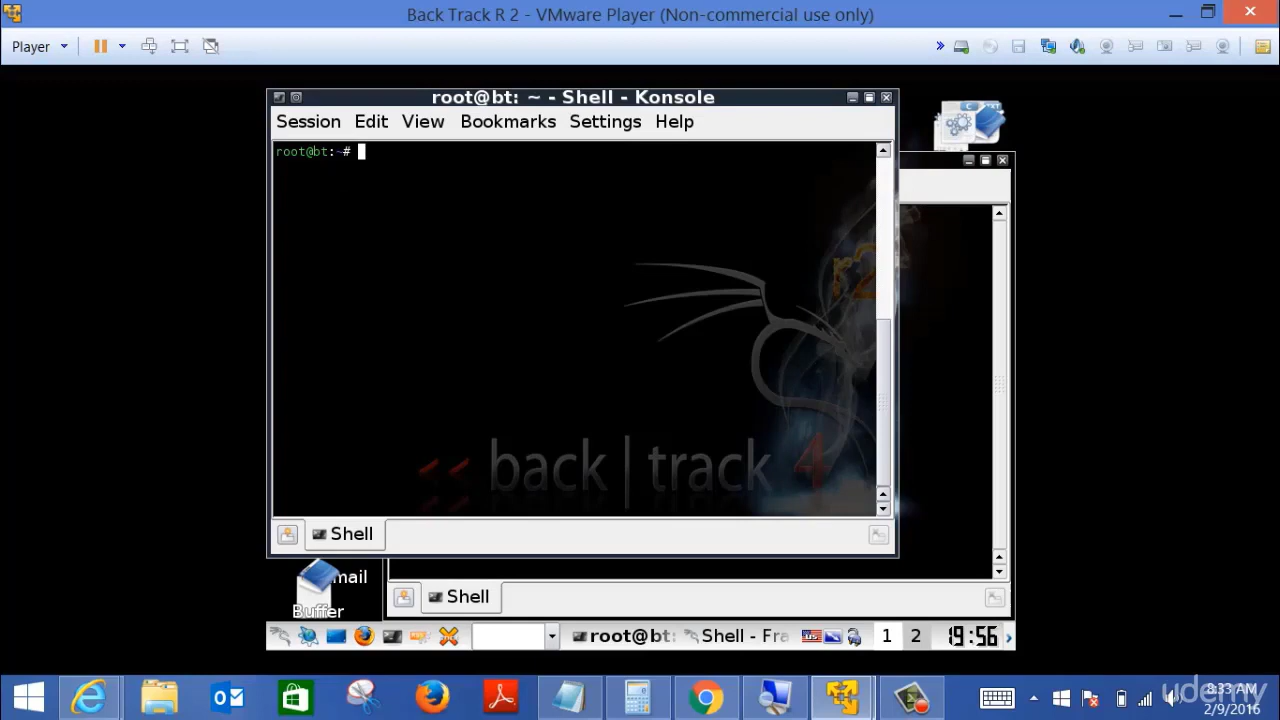 Back Track R 2 - VMware Player (Non-commercial use only)
Player
root@bt: ~ - Shell - Konsole
Session Edit View Bookmarks Settings Help
root@bt:~#
r2
<< back | track 4
Shell
mail
Buffer
Shell
root@bt: Shell - Fra 1 2 19:56
8:33 AM
2/9/2016
udemy